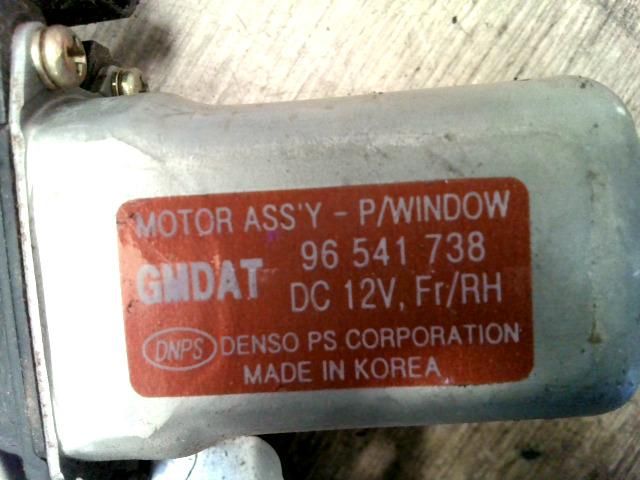 MOTOR ASS'Y - P/WINDOW
GMDAT 96 541 738
DC 12V, Fr/RH
DNPS DENSO PS CORPORATION
MADE IN KOREA